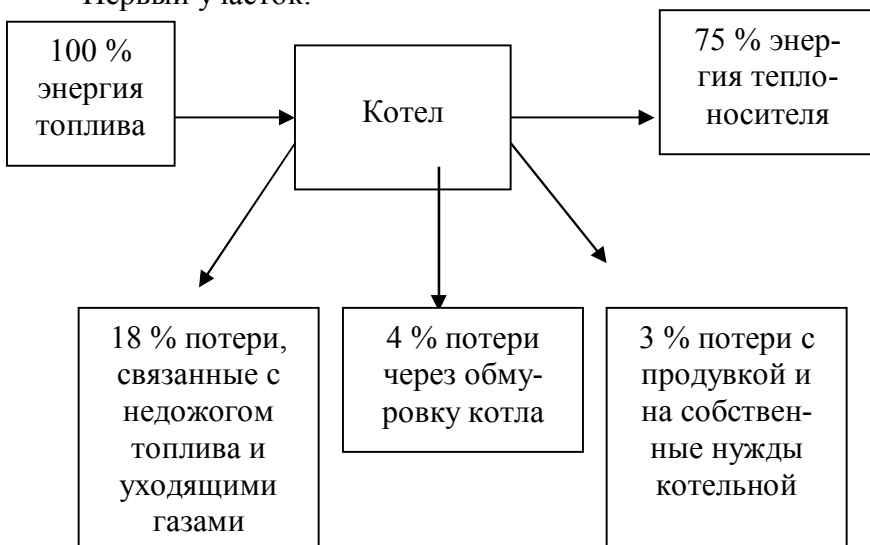 Первый участок:
100 %
энергия
топлива
Котел
75 % энер-
гия тепло-
носителя
18 % потери,
связанные с
недожогом
топлива и
уходящими
газами
4 % потери
через обму-
ровку котла
3 % потери с
продувкой и
на собствен-
ные нужды
котельной